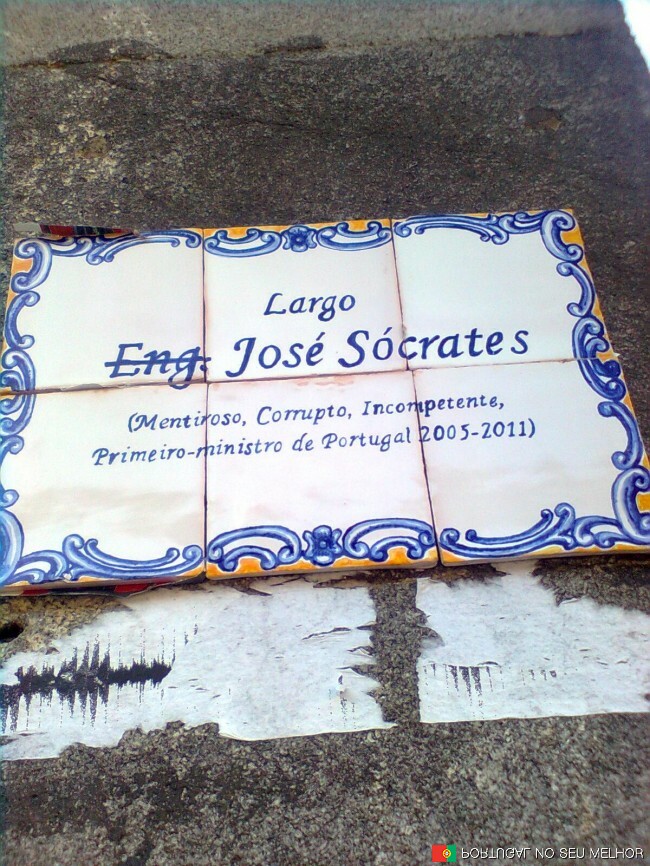 Largo
Eng. José Sócrates
(Mentiroso, Corrupto, Incompetente,
Primeiro-ministro de Portugal 2005-2011)
PORTUGAL NO SEU MELHOR